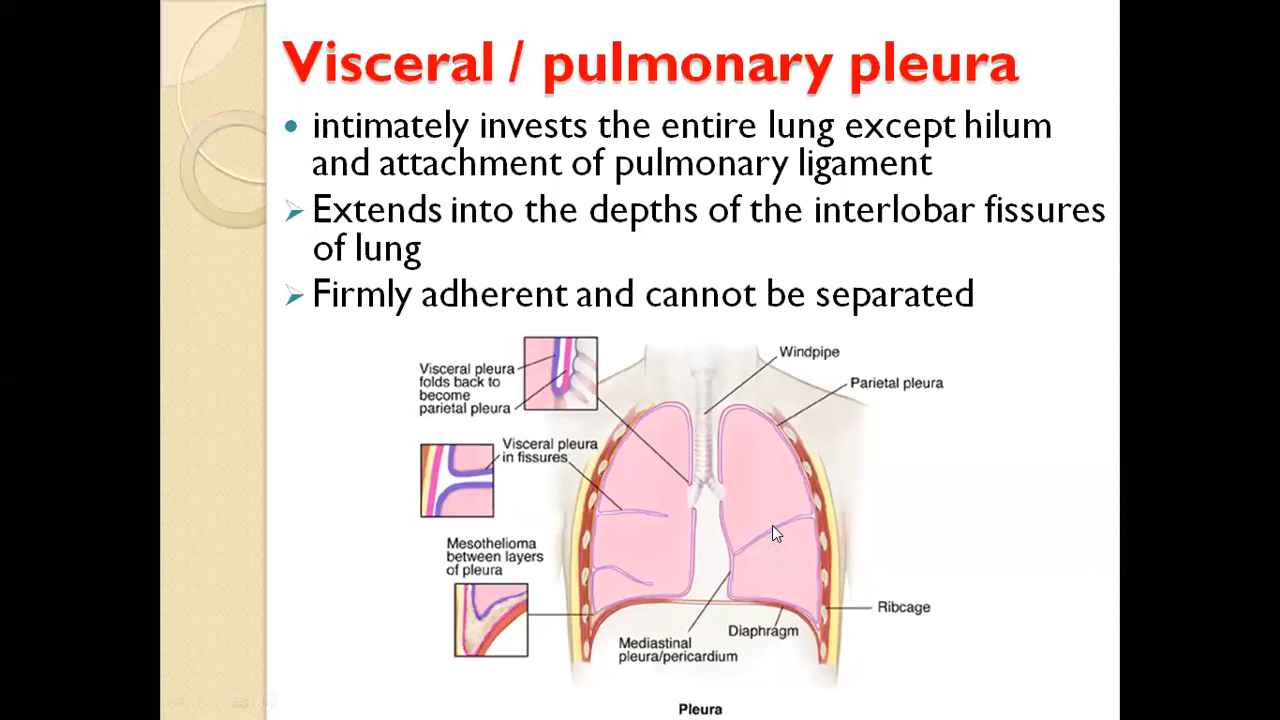 Visceral / pulmonary pleura
intimately invests the entire lung except hilum
and attachment of pulmonary ligament
Extends into the depths of the interlobar fissures
of lung
Firmly adherent and cannot be separated
Windpipe
Visceral pleura
folds back to
become
parietal pleura
Parietal pleura
Visceral pleura
in fissures
Mesothelioma
between layers
of pleura
Ribcage
Diaphragm
Mediastinal
pleura/pericardium
Pleura